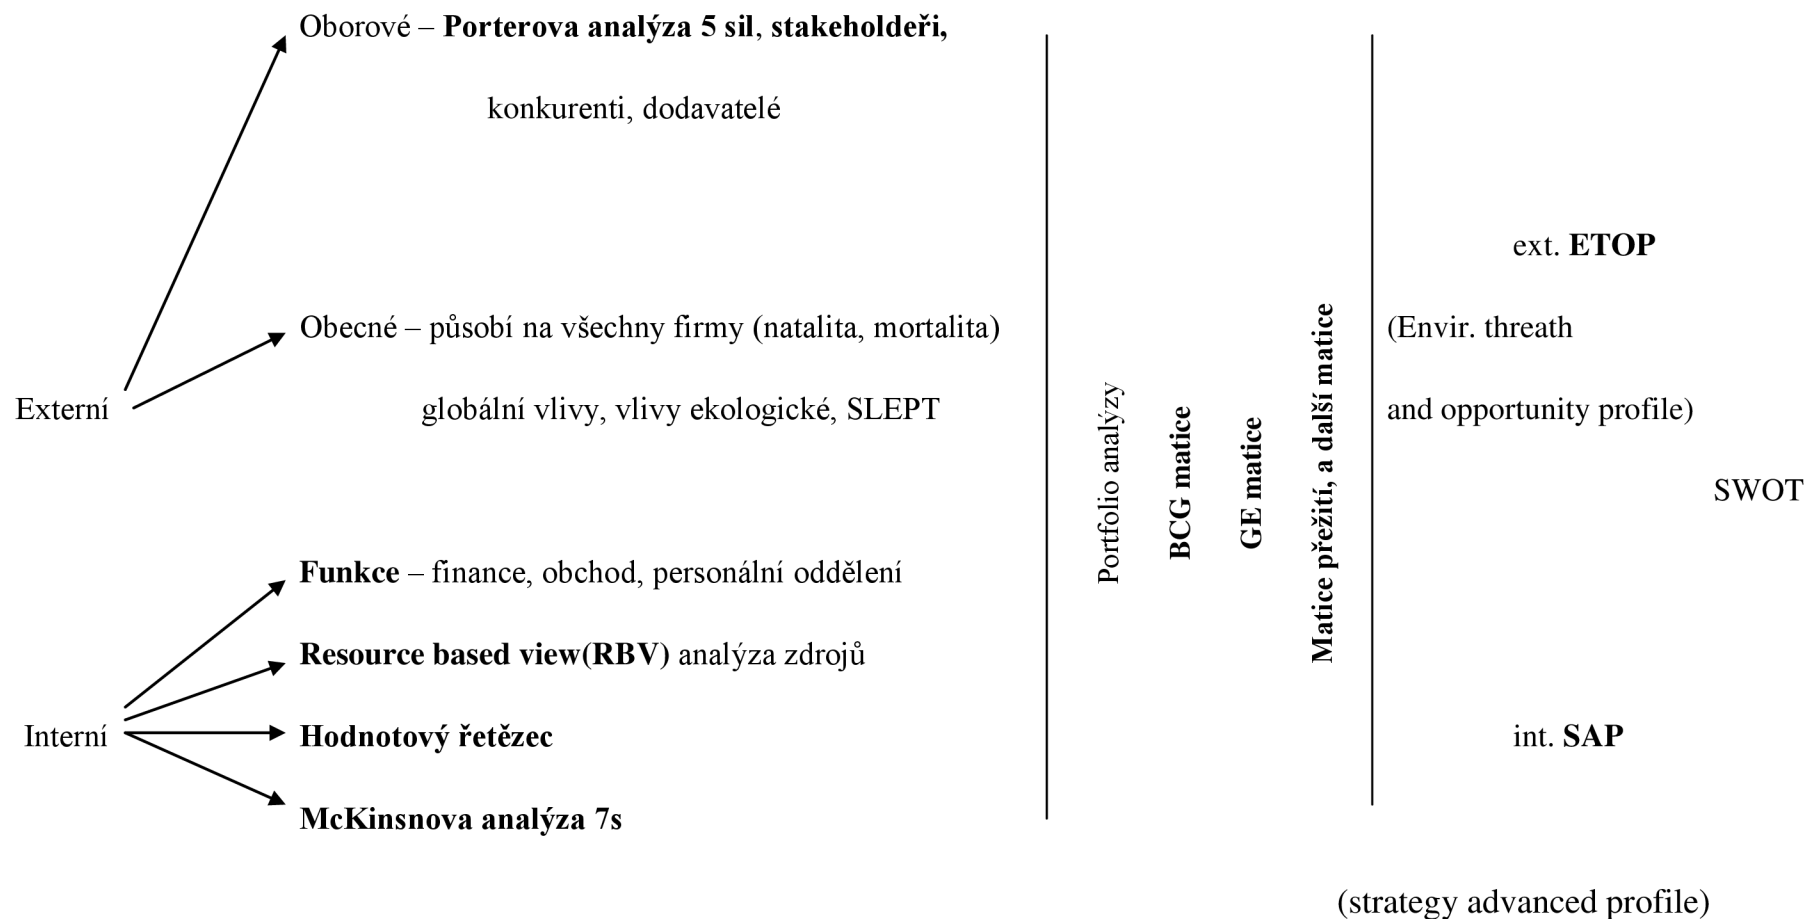 Oborové – Porterova analýza 5 sil, stakeholdeři,
konkurenti, dodavatelé
ext. ETOP
Obecné – působí na všechny firmy (natalita, mortalita)
(Envir. threath
Externí
globální vlivy, vlivy ekologické, SLEPT
and opportunity profile)
Portfolio analýzy
BCG matice
GE matice
Matice přežití, a další matice
SWOT
Funkce – finance, obchod, personální oddělení
Resource based view(RBV) analýza zdrojů
Interní
Hodnotový řetězec
int. SAP
McKinsnova analýza 7s
(strategy advanced profile)